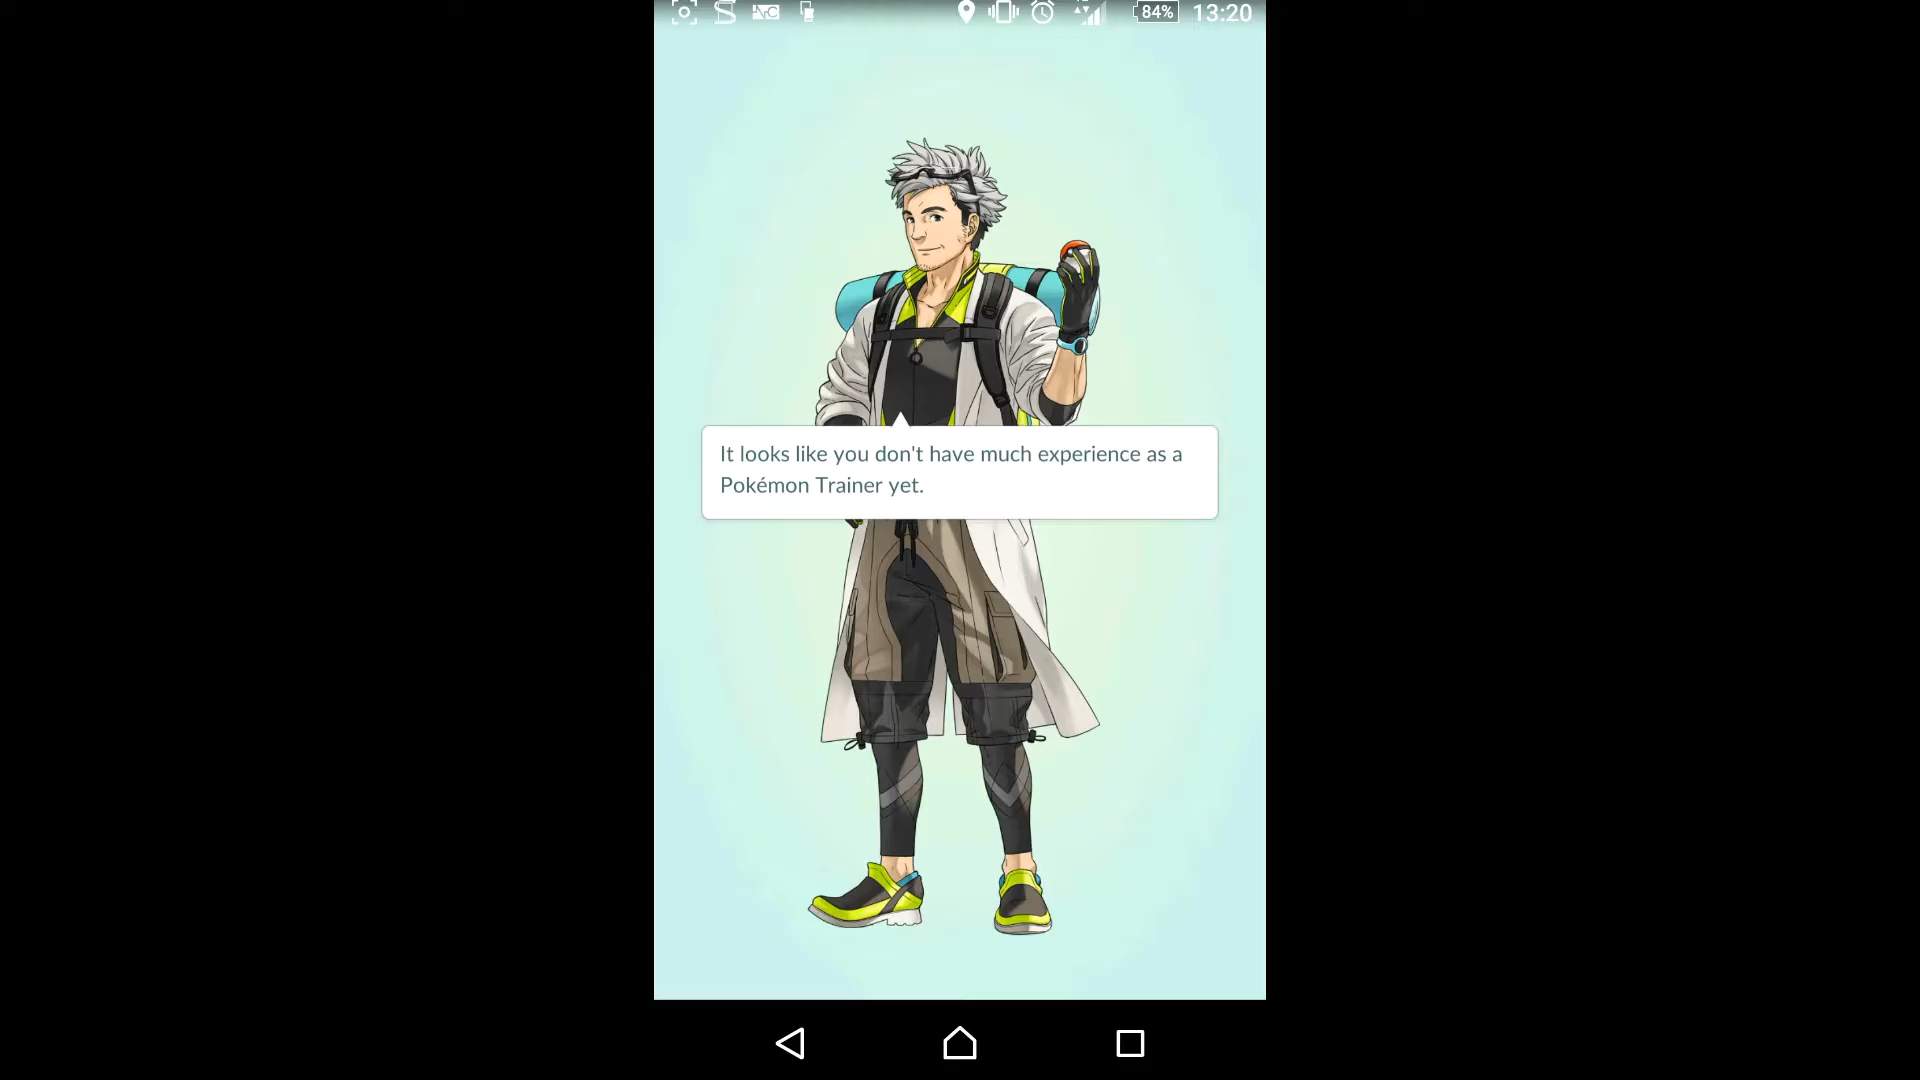 84% 13:20
It looks like you don't have much experience as a
Pokémon Trainer yet.